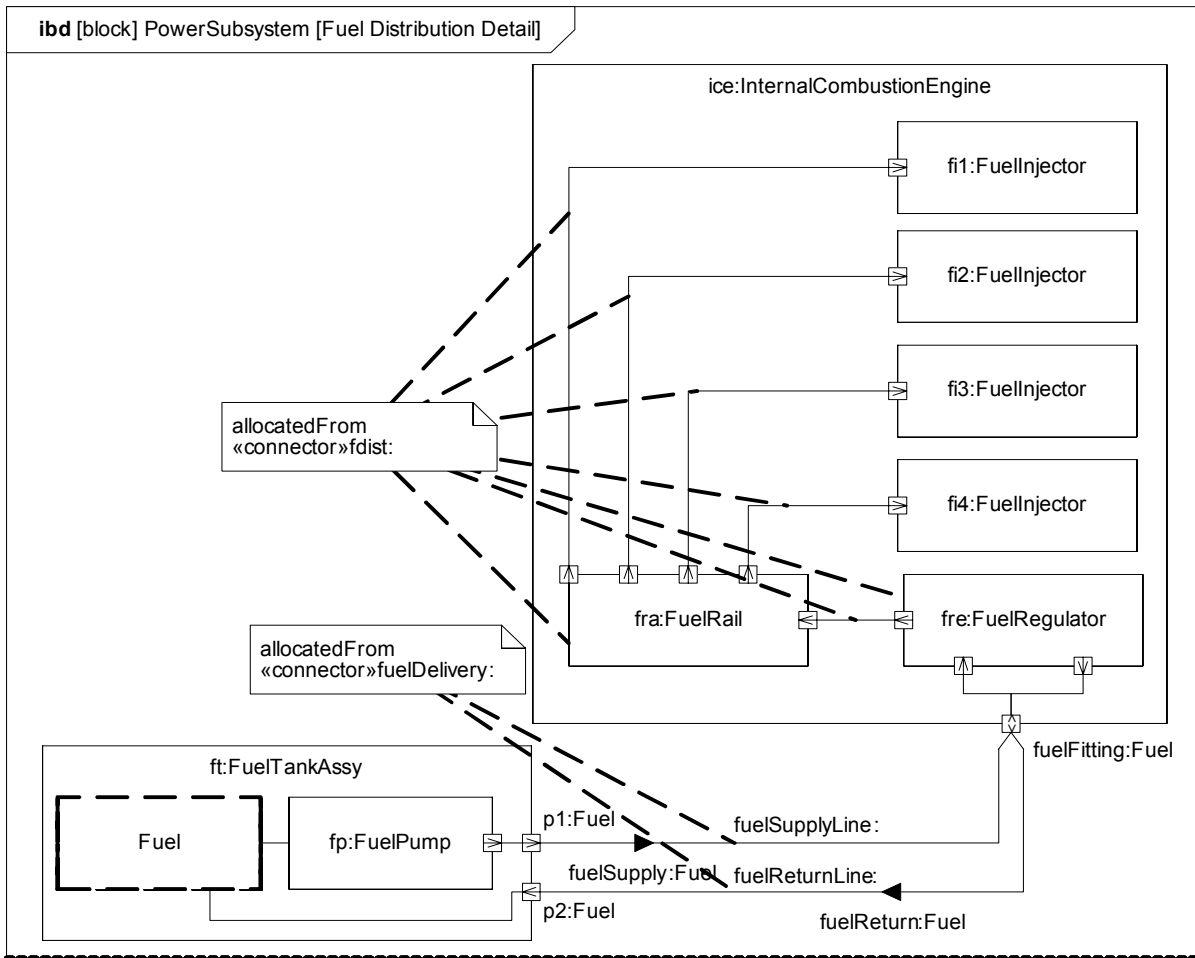 ibd [block] PowerSubsystem [Fuel Distribution Detail]
ice:InternalCombustionEngine
fi1:FuelInjector
fi2:FuelInjector
fi3:FuelInjector
allocatedFrom
«connector»fdist:
fi4:FuelInjector
fra:FuelRail
fre:FuelRegulator
allocatedFrom
«connector»fuelDelivery:
fuelFitting:Fuel
ft:FuelTankAssy
p1:Fuel
fuelSupplyLine:
Fuel
fp:FuelPump
fuelSupply:Fuel
fuelReturnLine:
p2:Fuel
fuelReturn:Fuel